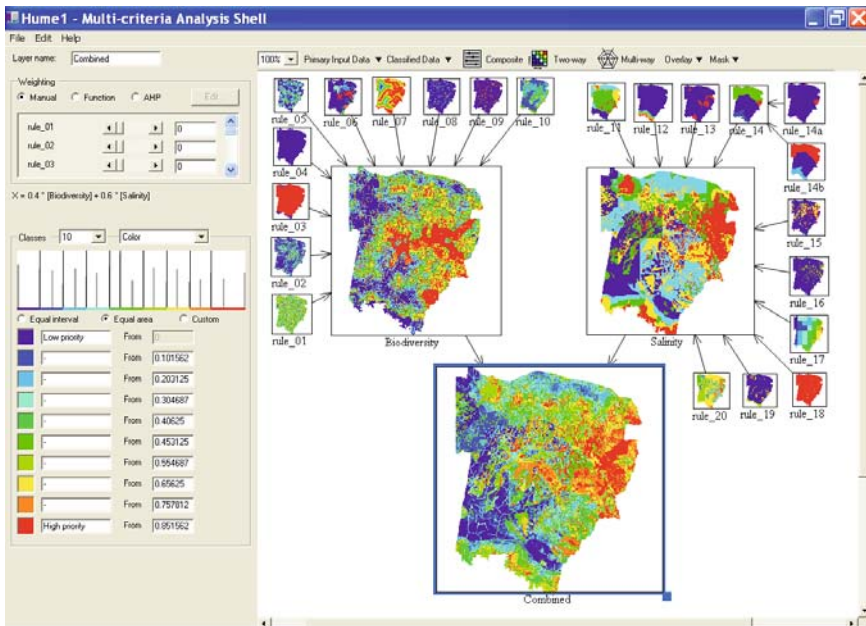 Hume1 - Multi-criteria Analysis Shell
File Edit Help
Layer name: Combined
100% Primary Input Data Classified Data Composite Two-way Multi-way Overlay Mask
Weighting
Manual Function AHP Edit
rule_01 0
rule_02 0
rule_03 0
X = 0.4 * [Biodiversity] + 0.6 * [Salinity]
Classes 10 Color
Equal interval Equal area Custom
Low priority From 0
- From 0.101562
- From 0.203125
- From 0.304687
- From 0.40625
- From 0.453125
- From 0.554687
- From 0.65625
- From 0.757812
High priority From 0.851562
rule_05 rule_06 rule_07 rule_08 rule_09 rule_10
rule_04
rule_03
rule_02
rule_01
Biodiversity
rule_11 rule_12 rule_13 rule_14 rule_14a
rule_14b
rule_15
rule_16
rule_17
Salinity
rule_20 rule_19 rule_18
Combined